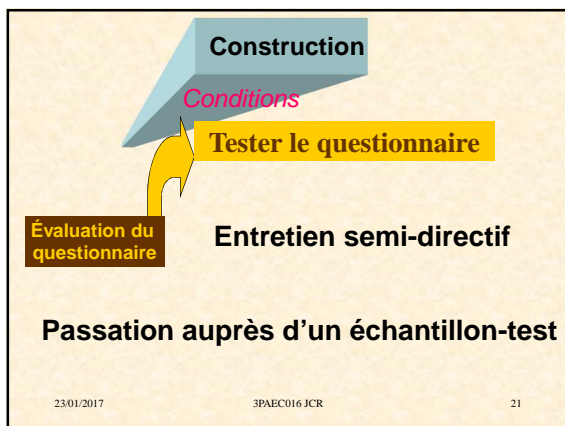 Construction
Conditions
Tester le questionnaire
Évaluation du
questionnaire
Entretien semi-directif
Passation auprès d’un échantillon-test
23/01/2017 3PAEC016 JCR 21